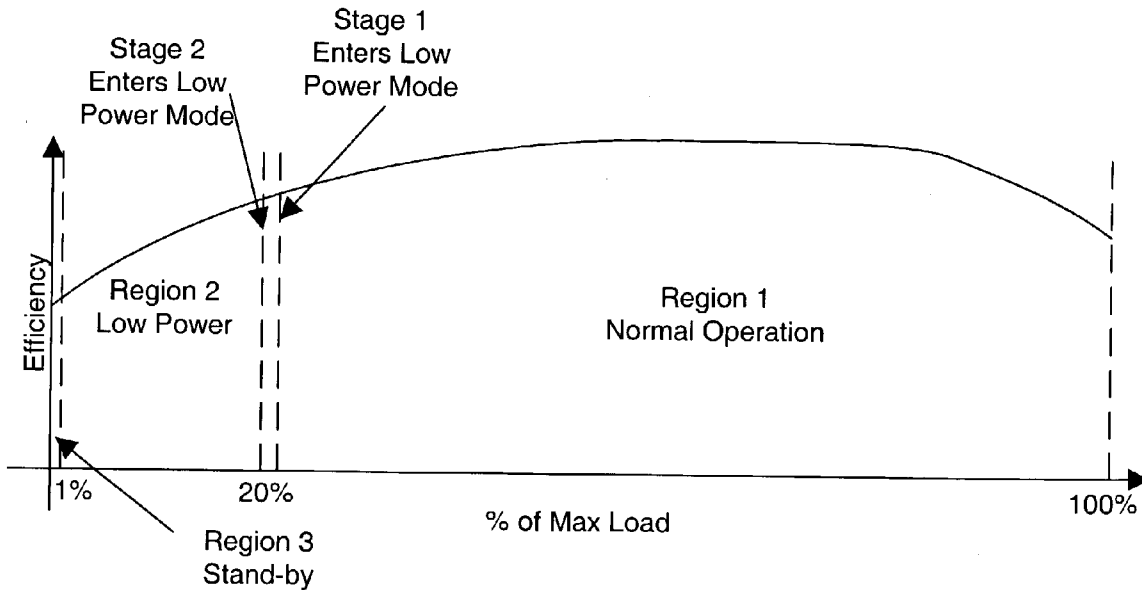 Stage 1
Enters Low
Power Mode
Stage 2
Enters Low
Power Mode
Efficiency
Region 2
Low Power
Region 1
Normal Operation
1%
20%
100%
% of Max Load
Region 3
Stand-by